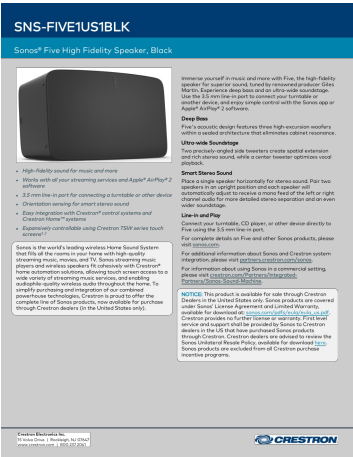 SNS-FIVE1US1BLK
Sonos® Five High Fidelity Speaker, Black
• High-fidelity sound for music and more
• Works with all your streaming services and Apple® AirPlay® 2
software
• 3.5 mm line-in port for connecting a turntable or other device
• Orientation sensing for smart stereo sound
• Easy integration with Crestron® control systems and
Crestron Home™ systems
• Expansively controllable using Crestron TSW series touch
screens
Sonos is the world's leading wireless Home Sound System
that fills all the rooms in your home with high-quality
streaming music, movies, and TV. Sonos streaming music
players and wireless speakers fit cohesively with Crestron®
home automation solutions, allowing touch screen access to a
wide variety of streaming music services, and enabling
audiophile-quality wireless audio throughout the home. To
simplify purchasing and integration of our combined
powerhouse technologies, Crestron is proud to offer the
complete line of Sonos products, now available for purchase
through Crestron dealers (in the United States only).
Immerse yourself in music and more with Five, the high-fidelity
speaker for superior sound, tuned by renowned producer Giles
Martin. Experience deep bass and an ultra-wide soundstage.
Use the 3.5 mm line-in port to connect your turntable or
another device, and enjoy simple control with the Sonos app or
Apple® AirPlay® 2 software.
Deep Bass
Five's acoustic design features three high-excursion woofers
within a sealed architecture that eliminates cabinet resonance.
Ultra-wide Soundstage
Two precisely-angled side tweeters create spatial extension
and rich stereo sound, while a center tweeter optimizes vocal
playback.
Smart Stereo Sound
Place a single speaker horizontally for stereo sound. Pair two
speakers in an upright position and each speaker will
automatically adjust to receive a mono feed of the left or right
channel audio for more detailed stereo separation and an even
wider soundstage.
Line-in and Play
Connect your turntable, CD player, or other device directly to
Five using the 3.5 mm line in port.
For complete details on Five and other Sonos products, please
visit sonos.com.
For additional information about Sonos and Crestron system
integration, please visit partners.crestron.com/sonos.
For information about using Sonos in a commercial setting,
please visit crestron.com/Partners/Integrated-
Partners/Sonos-Sound-Machine.
NOTICE: This product is available for sale through Crestron
Dealers in the United States only. Sonos products are covered
under Sonos' License Agreement and Limited Warranty,
available for download at: sonos.com/pdfs/eula/eula_us.pdf.
Crestron provides no further license or warranty. First level
service and support shall be provided by Sonos to Crestron
dealers in the US that have purchased Sonos products
through Crestron. Crestron dealers are advised to review the
Sonos Unilateral Resale Policy, available for download here.
Sonos products are excluded from all Crestron purchase
incentive programs.
Crestron Electronics Inc.
15 Volvo Drive | Rockleigh, NJ 07647
www.crestron.com | 800.237.2041
CRESTRON